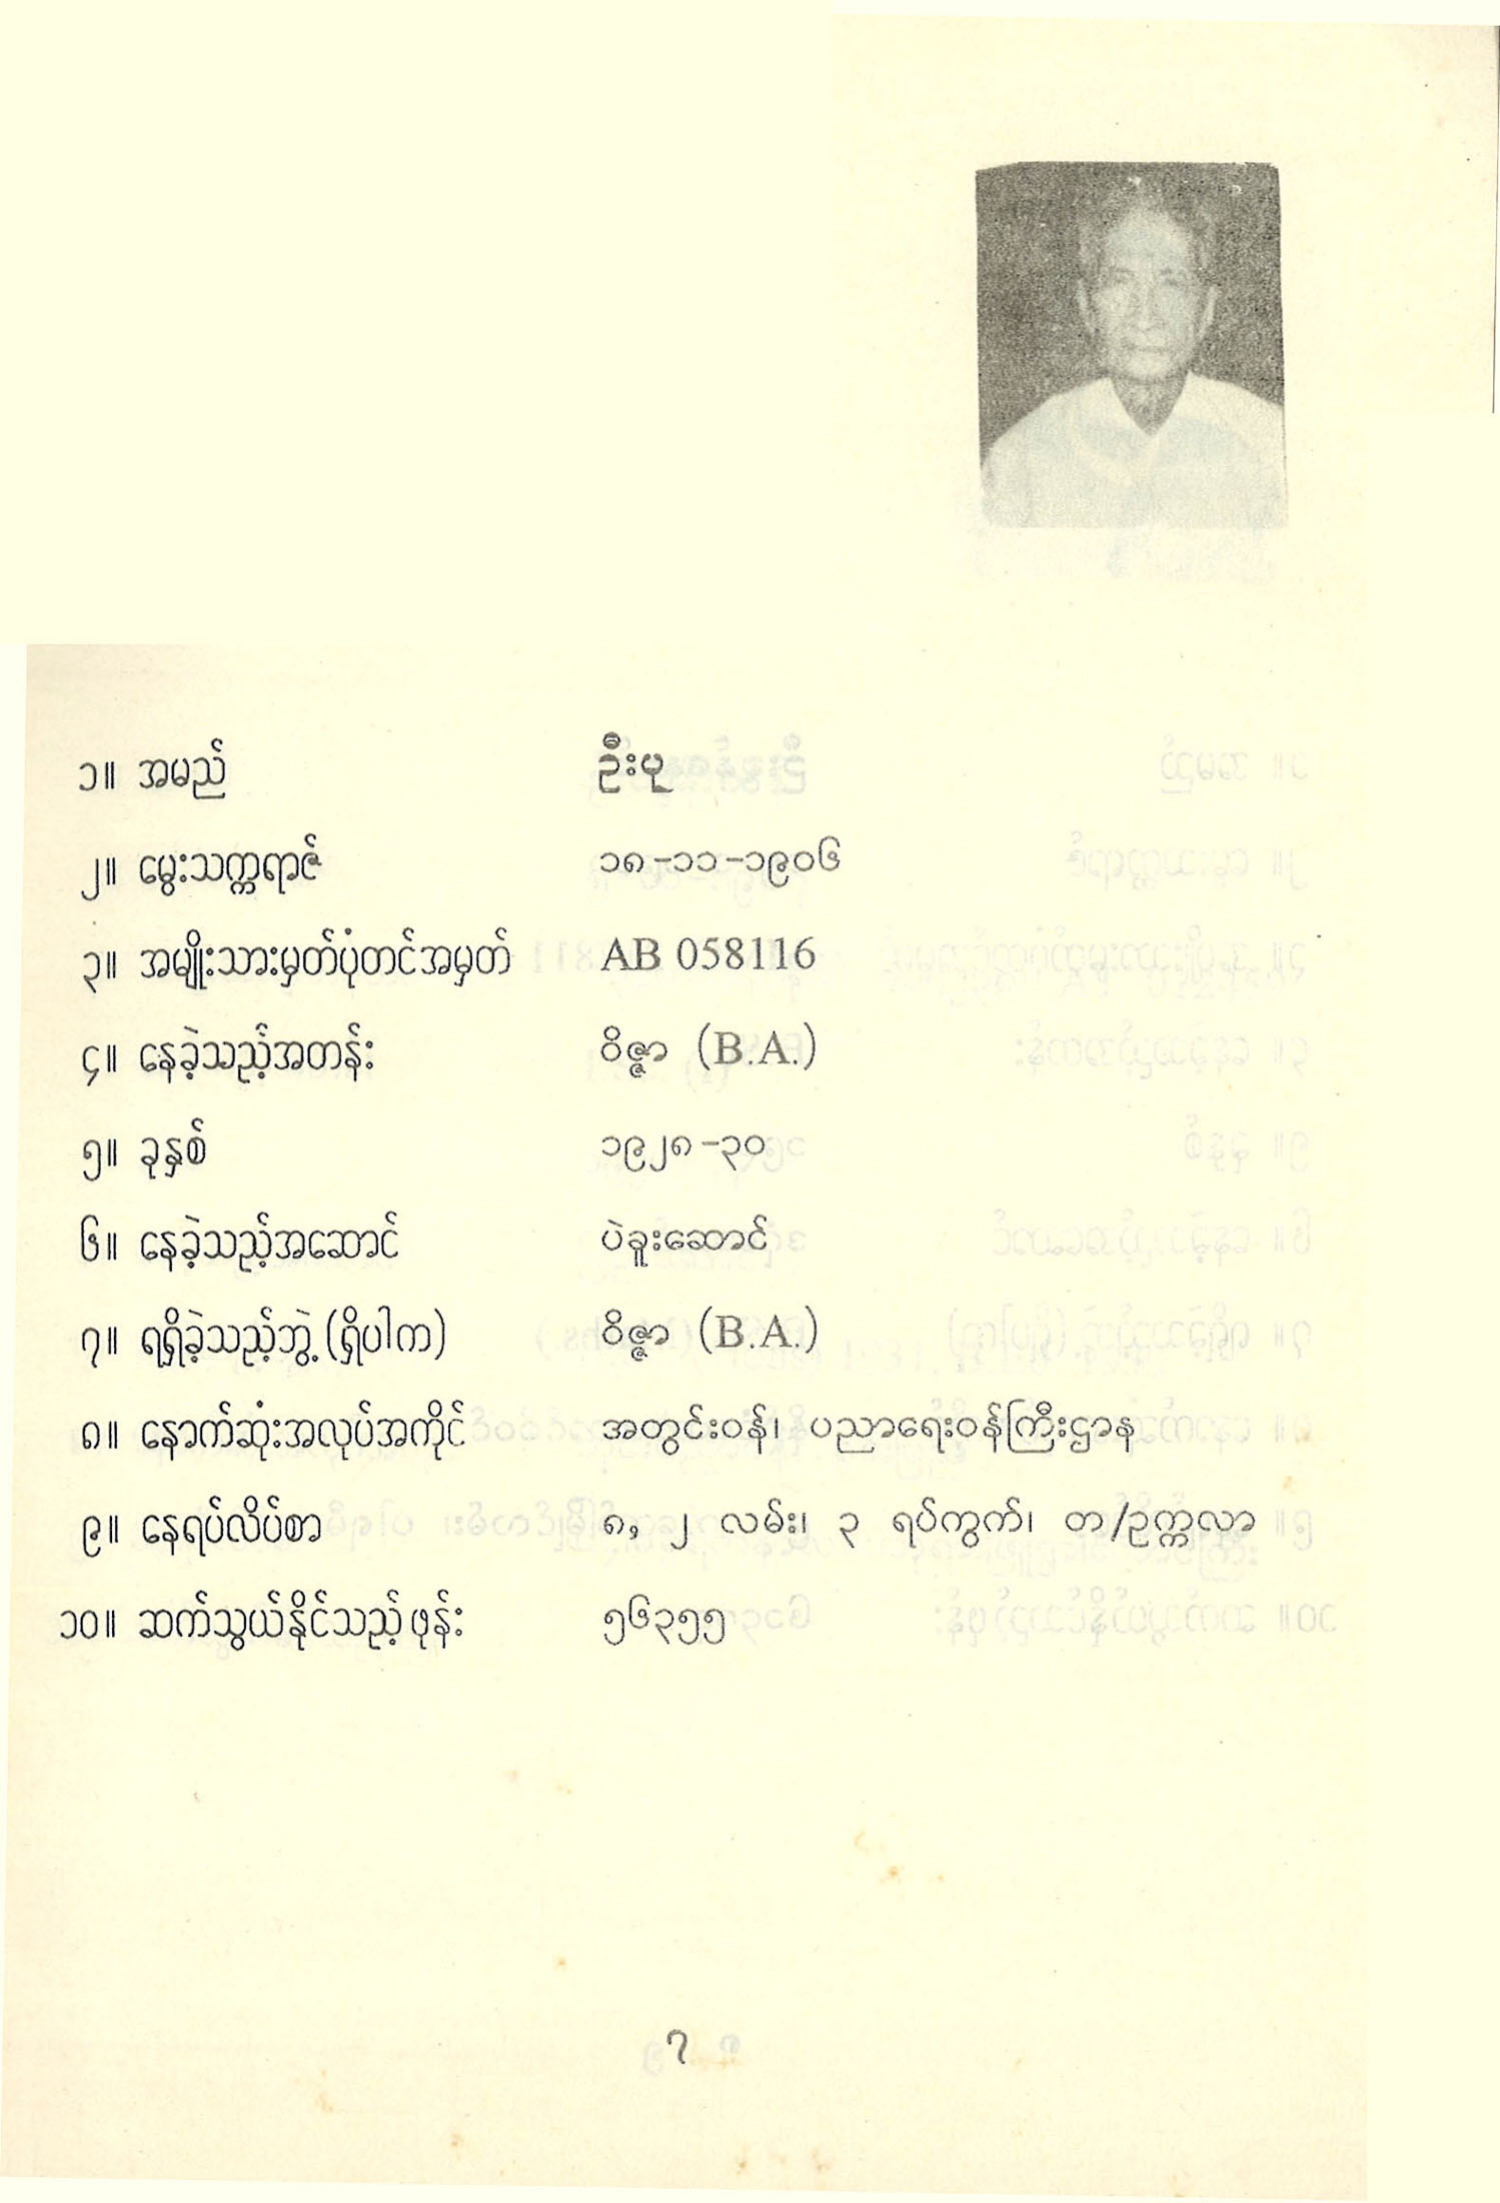 ၁။ အမည် ဦးပု
၂။ မွေးသက္ကရာဇ် ၁၈-၁၁-၁၉၀၆
၃။ အမျိုးသားမှတ်ပုံတင်အမှတ် AB 058116
၄။ နေခဲ့သည့်အတန်း ဝိဇ္ဇာ (B.A.)
၅။ ခုနှစ် ၁၉၂၈-၃၀
၆။ နေခဲ့သည့်အဆောင် ပဲခူးဆောင်
၇။ ရရှိခဲ့သည့်ဘွဲ့ (ရှိပါက) ဝိဇ္ဇာ (B.A.)
၈။ နောက်ဆုံးအလုပ်အကိုင် အတွင်းဝန်၊ ပညာရေးဝန်ကြီးဌာန
၉။ နေရပ်လိပ်စာ ၈, ၂ လမ်း၊ ၃ ရပ်ကွက်၊ တ/ဥက္ကလာ
၁၀။ ဆက်သွယ်နိုင်သည့်ဖုန်း ၅၆၃၅၅
၇